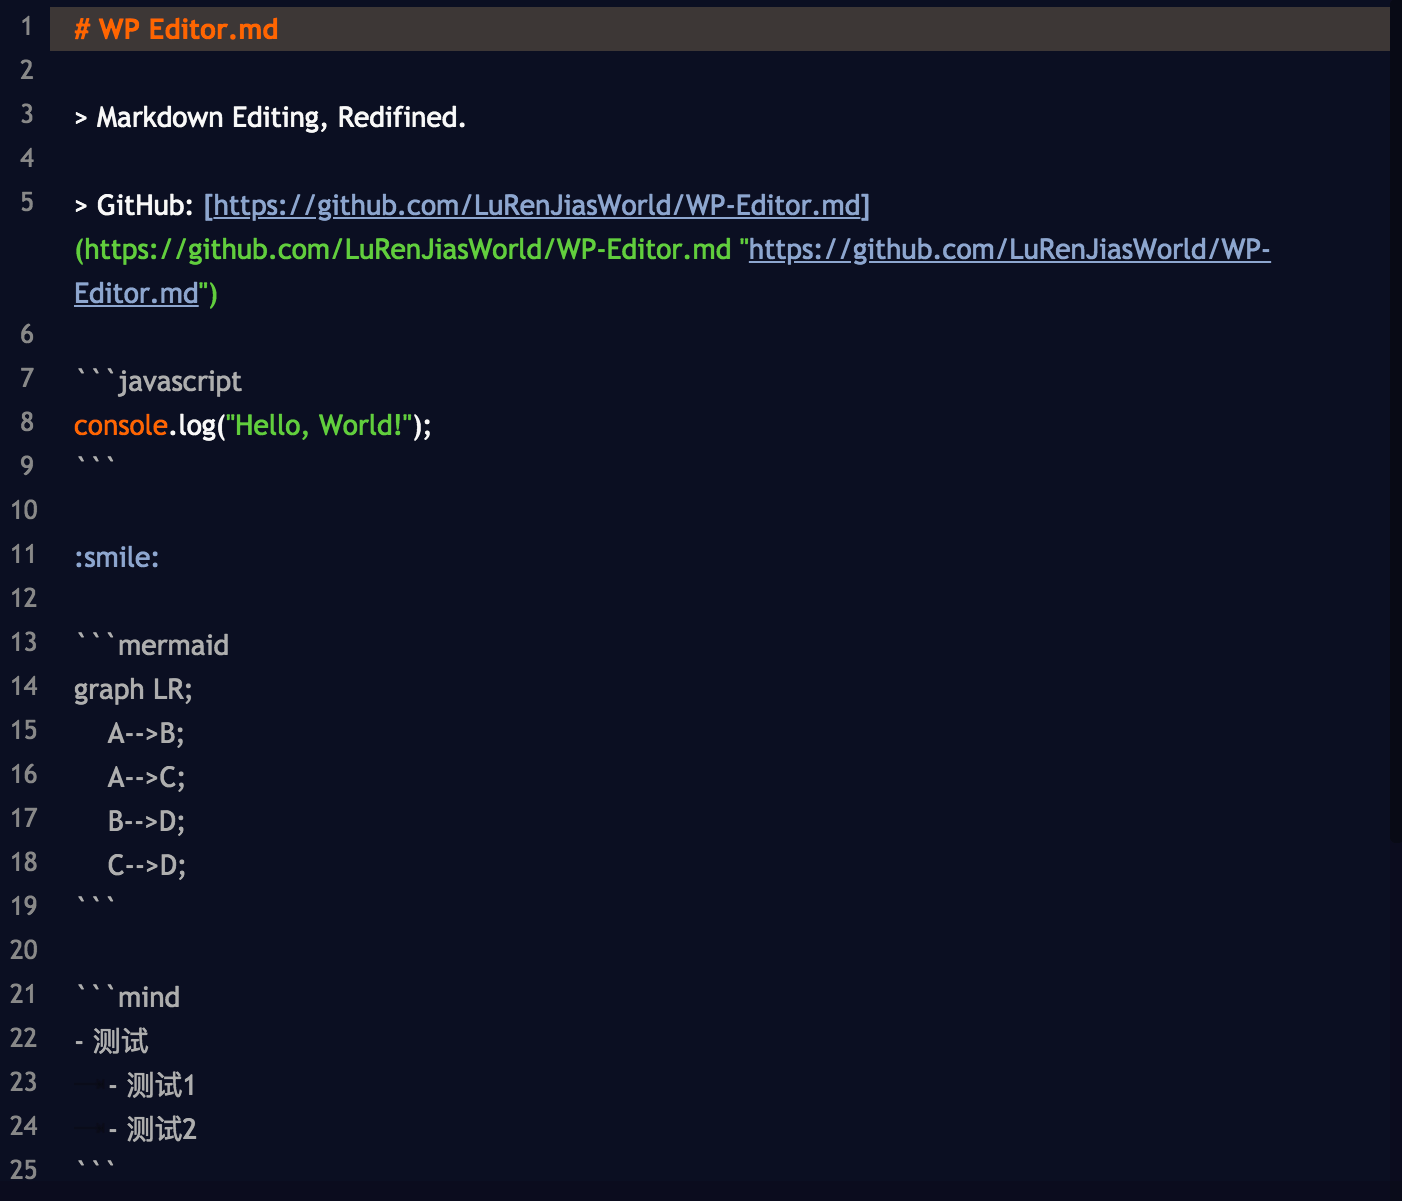 1 # WP Editor.md
2
3 > Markdown Editing, Redifined.
4
5 > GitHub: [https://github.com/LuRenJiasWorld/WP-Editor.md]
(https://github.com/LuRenJiasWorld/WP-Editor.md "https://github.com/LuRenJiasWorld/WP-
Editor.md")
6
7 ```javascript
8 console.log("Hello, World!");
9 ```
10
11 :smile:
12
13 ```mermaid
14 graph LR;
15     A-->B;
16     A-->C;
17     B-->D;
18     C-->D;
19 ```
20
21 ```mind
22 - 测试
23     - 测试1
24     - 测试2
25 ```